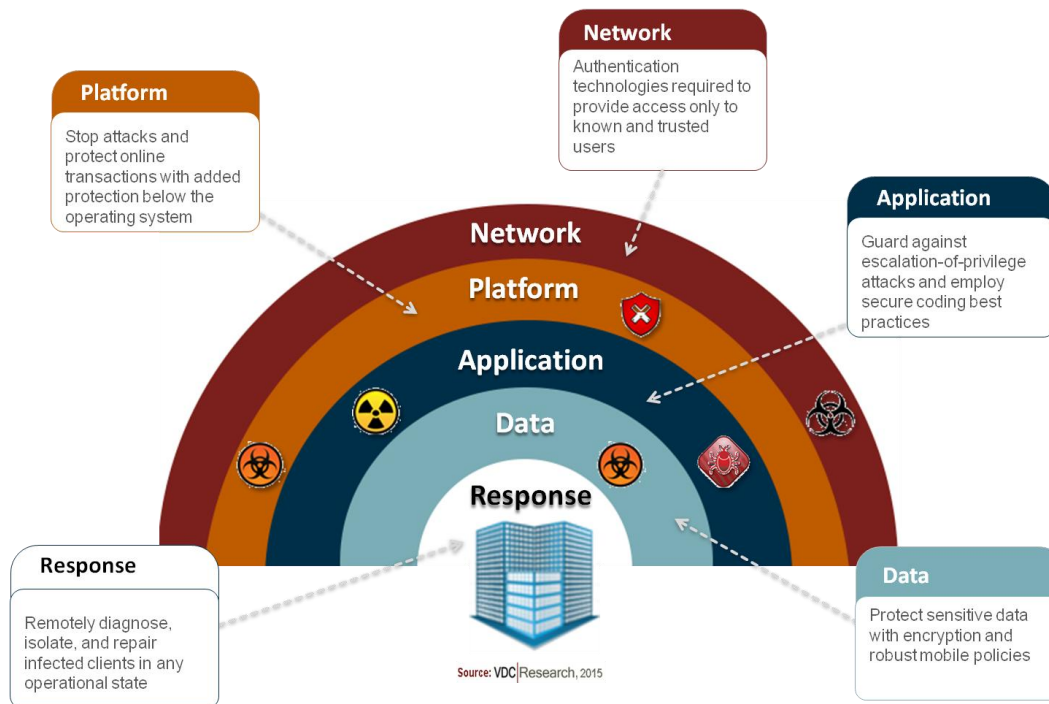 Network
Authentication
technologies required to
provide access only to
known and trusted
users
Platform
Stop attacks and
protect online
transactions with added
protection below the
operating system
Application
Guard against
escalation-of-privilege
attacks and employ
secure coding best
practices
Network
Platform
Application
Data
Response
Response
Remotely diagnose,
isolate, and repair
infected clients in any
operational state
Data
Protect sensitive data
with encryption and
robust mobile policies
Source: VDC|Research, 2015